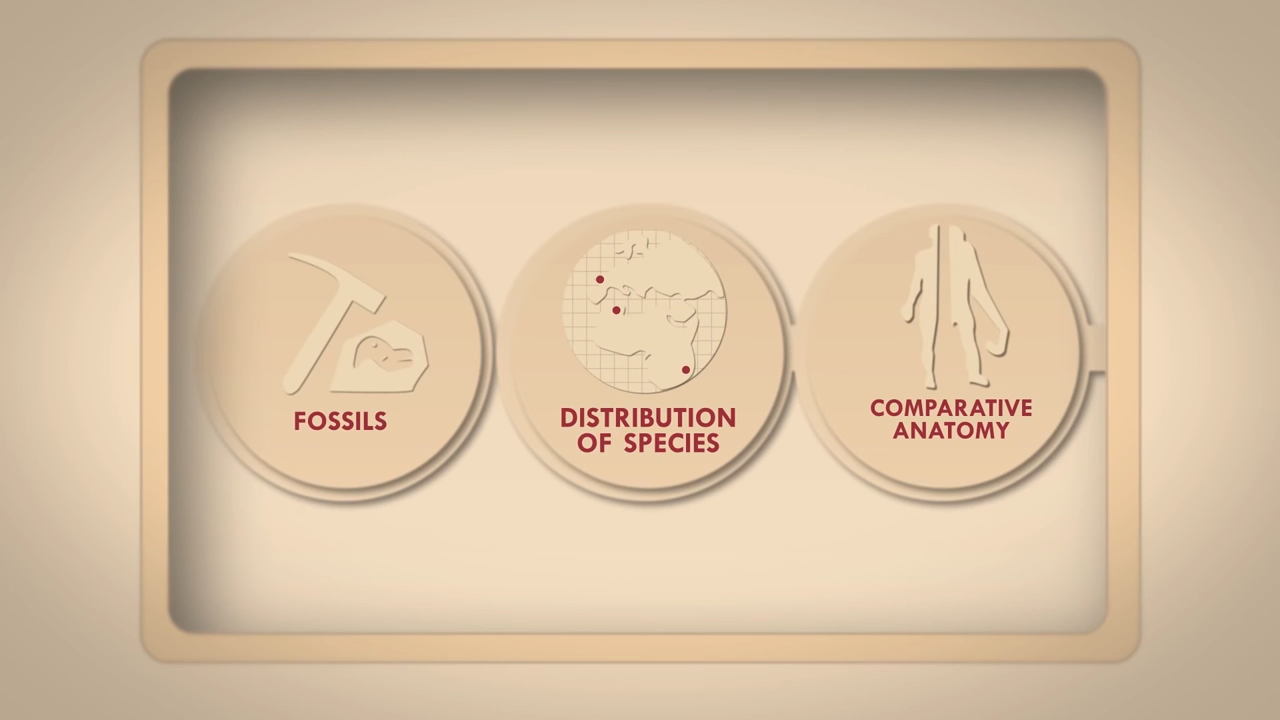 FOSSILS
DISTRIBUTION
OF SPECIES
COMPARATIVE
ANATOMY